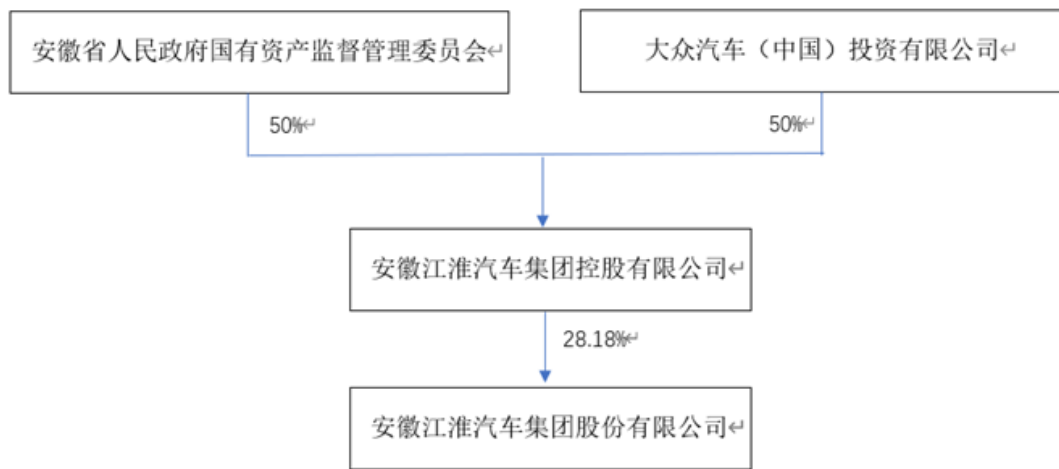 安徽省人民政府国有资产监督管理委员会↵
大众汽车（中国）投资有限公司↵
50%↵
50%↵
安徽江淮汽车集团控股有限公司↵
28.18%↵
安徽江淮汽车集团股份有限公司↵